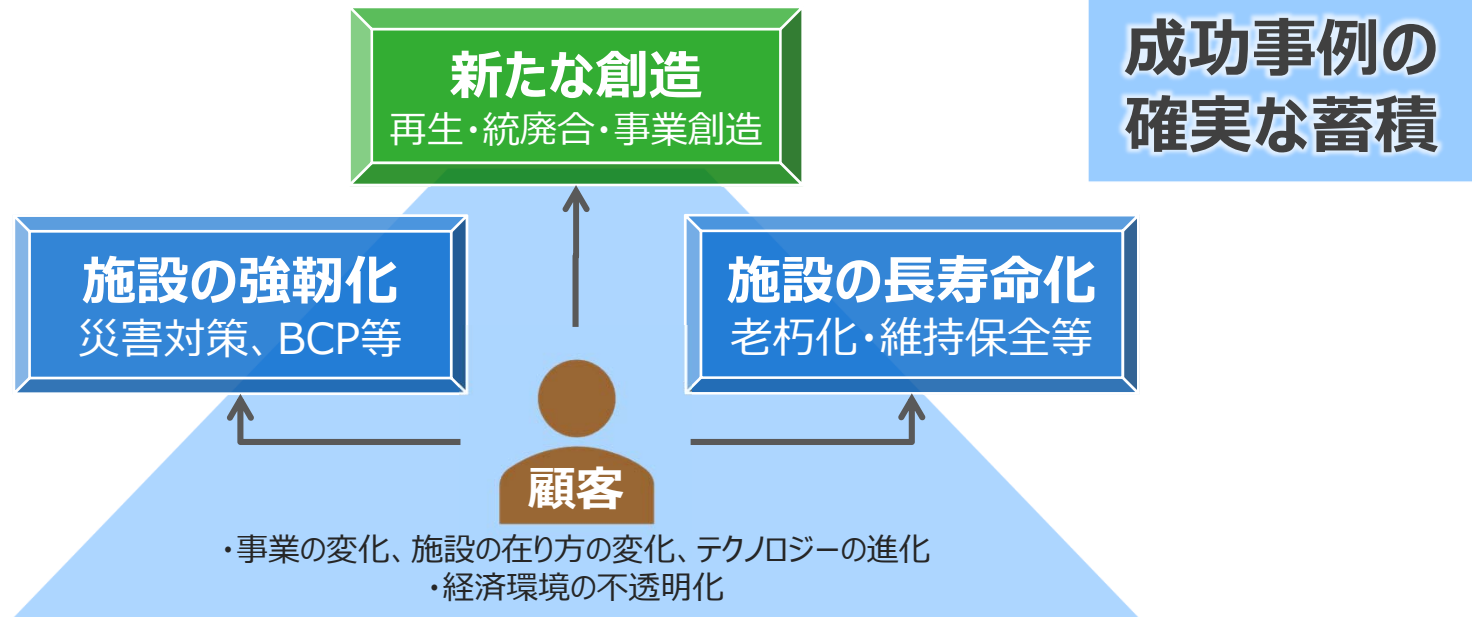 新たな創造
再生・統廃合・事業創造
成功事例の
確実な蓄積
施設の強靭化
災害対策、BCP等
施設の長寿命化
老朽化・維持保全等
顧客
・事業の変化、施設の在り方の変化、テクノロジーの進化
・経済環境の不透明化